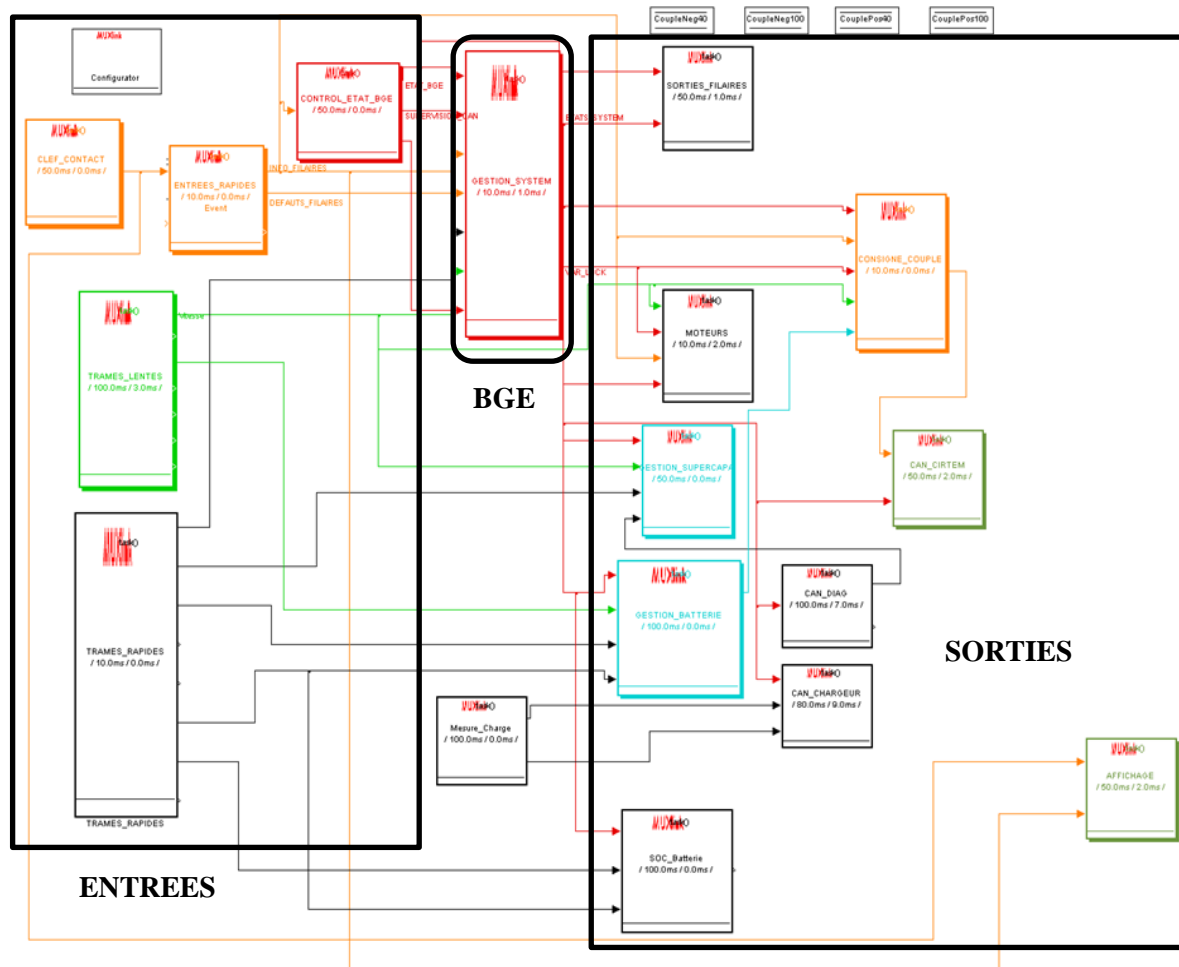 CoupleNeg40
CoupleNeg100
CouplePos40
CouplePos100
MUXlink
Configurator
CONTROL_ETAT_BGE
/ 50.0ms / 0.0ms /
ETAT_BGE
SUPERVISION_CAN
GESTION_SYSTEM
/ 10.0ms / 1.0ms /
SORTIES_FILAIRES
/ 50.0ms / 1.0ms /
ETATS_SYSTEM
CLEF_CONTACT
/ 50.0ms / 0.0ms /
ENTREES_RAPIDES
/ 10.0ms / 0.0ms /
Event
INFO_FILAIRES
DEFAUTS_FILAIRES
CONSIGNE_COUPLE
/ 10.0ms / 0.0ms /
VAR_LOCK
MOTEURS
/ 10.0ms / 2.0ms /
Vitesse
TRAMES_LENTES
/ 100.0ms / 3.0ms /
BGE
GESTION_SUPERCAPA
/ 50.0ms / 0.0ms /
CAN_CIRTEM
/ 50.0ms / 2.0ms /
TRAMES_RAPIDES
/ 10.0ms / 0.0ms /
TRAMES_RAPIDES
GESTION_BATTERIE
/ 100.0ms / 0.0ms /
CAN_DIAG
/ 100.0ms / 7.0ms /
SORTIES
CAN_CHARGEUR
/ 80.0ms / 9.0ms /
Mesure_Charge
/ 100.0ms / 0.0ms /
AFFICHAGE
/ 50.0ms / 2.0ms /
SOC_Batterie
/ 100.0ms / 0.0ms /
ENTREES